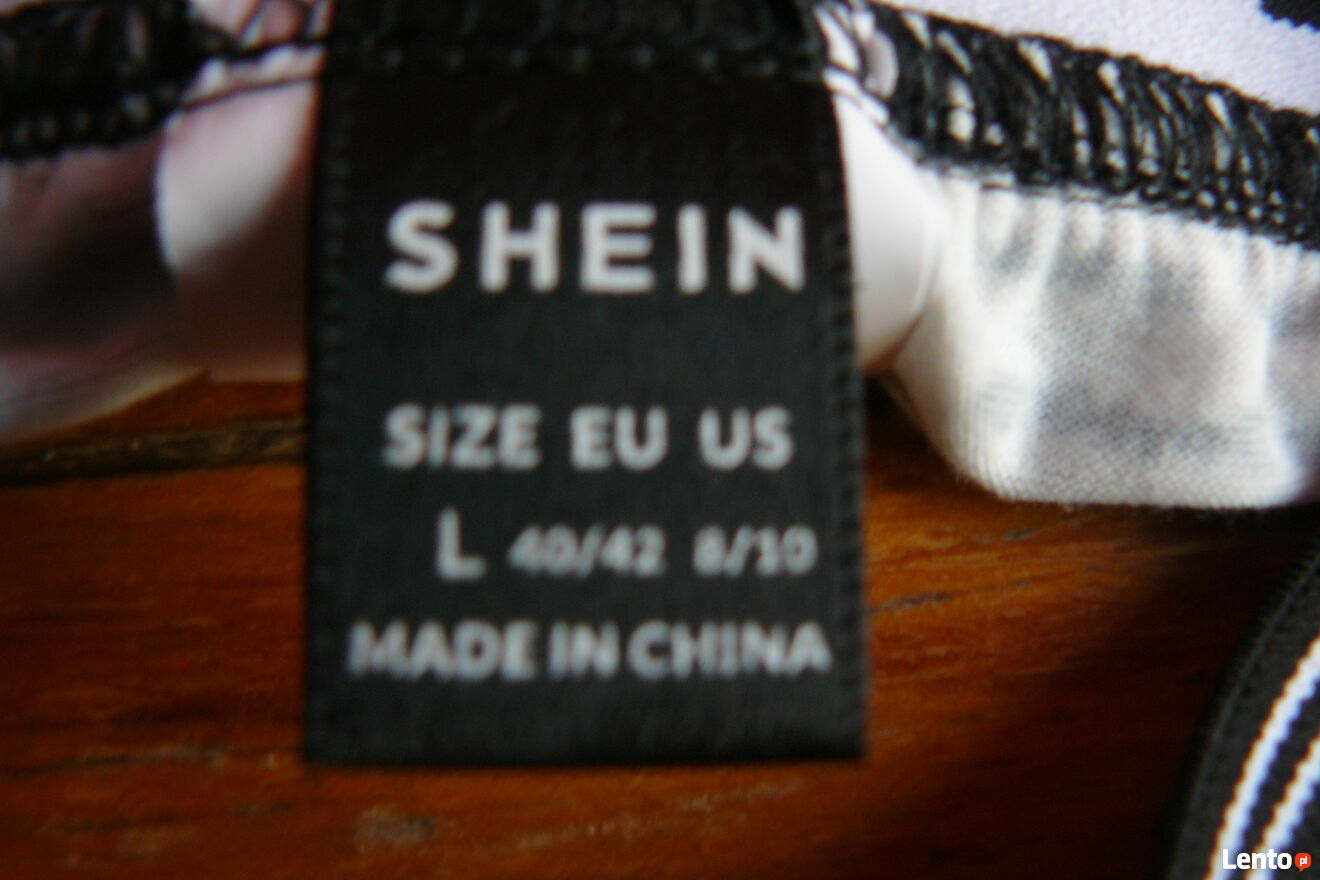 SHEIN
SIZE EU US
L 40/42 8/10
MADE IN CHINA
Lento pl